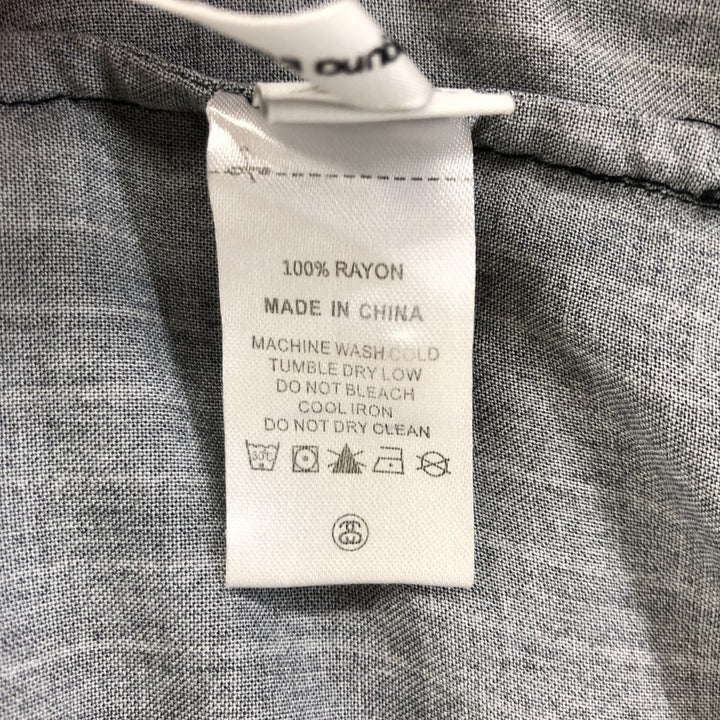 100% RAYON
MADE IN CHINA
MACHINE WASH COLD
TUMBLE DRY LOW
DO NOT BLEACH
COOL IRON
DO NOT DRY CLEAN
30C